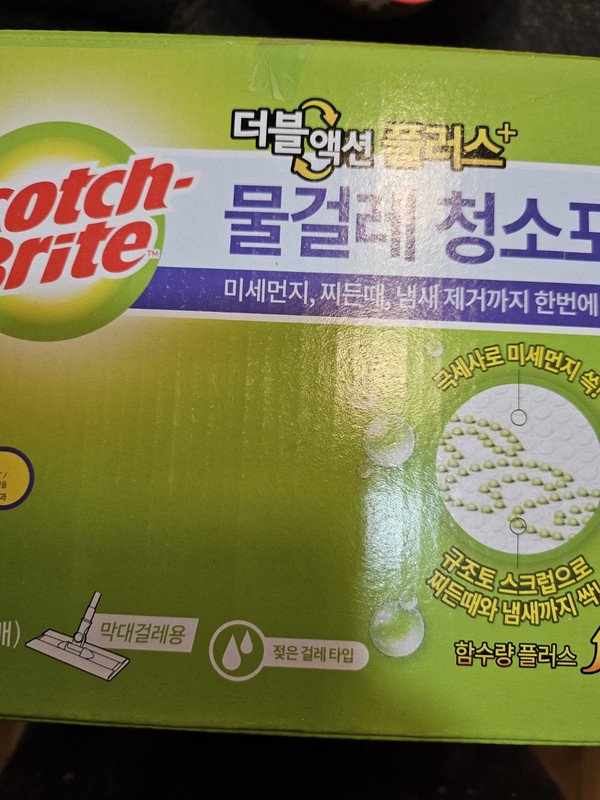 더블액션 플러스+
cotch-
Brite™
물걸레 청소포
미세먼지, 찌든때, 냄새 제거까지 한번에
극세사로 미세먼지 쏙!
규조토 스크럽으로
찌든때와 냄새까지 싹!
매)
막대걸레용
젖은 걸레 타입
함수량 플러스